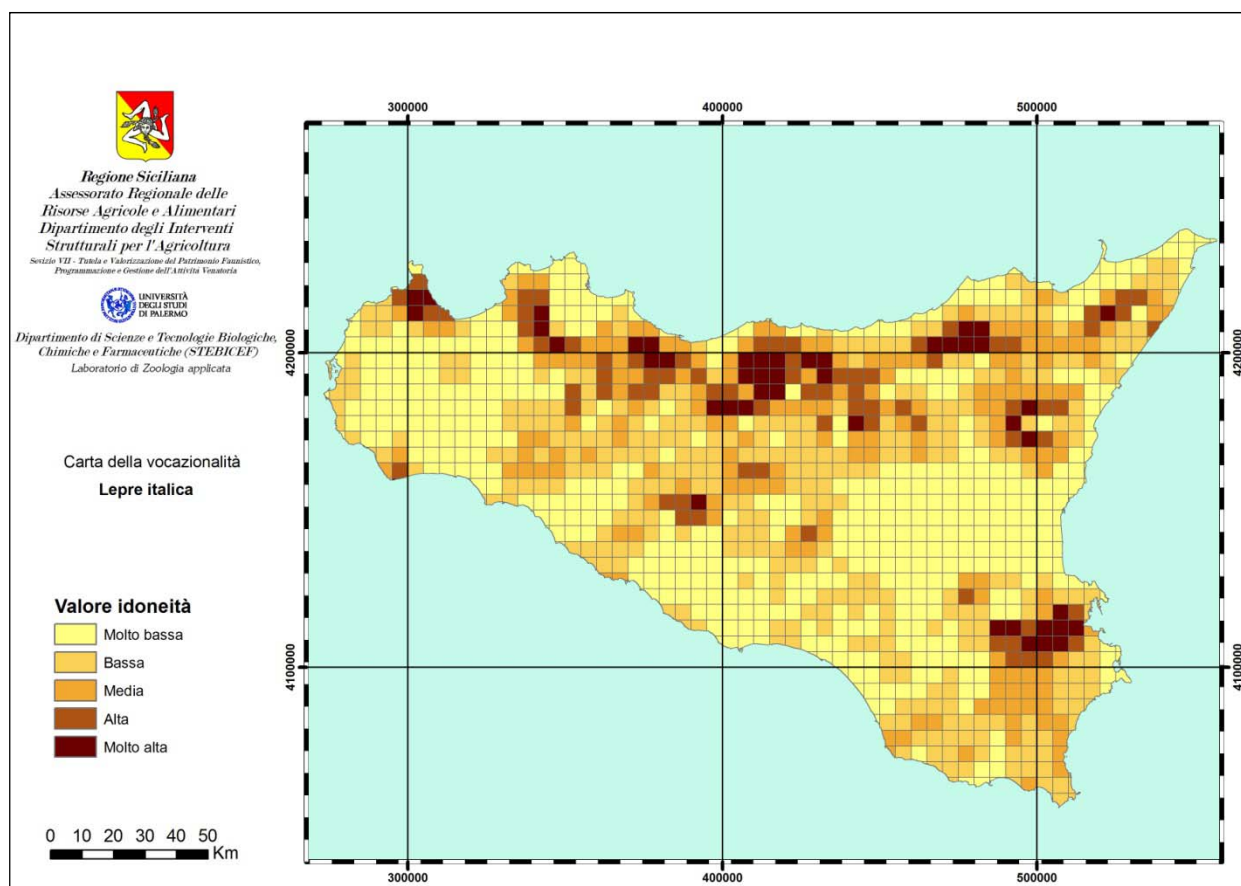 Regione Siciliana
Assessorato Regionale delle
Risorse Agricole e Alimentari
Dipartimento degli Interventi
Strutturali per l'Agricoltura
Sevizio VII - Tutela e Valorizzazione del Patrimonio Faunistico,
Programmazione e Gestione dell'Attività Venatoria
UNIVERSITÀ
DEGLI STUDI
DI PALERMO
Dipartimento di Scienze e Tecnologie Biologiche,
Chimiche e Farmaceutiche (STEBICEF)
Laboratorio di Zoologia applicata
Carta della vocazionalità
Lepre italica
Valore idoneità
Molto bassa
Bassa
Media
Alta
Molto alta
0 10 20 30 40 50
Km
300000 400000 500000
4200000 4200000
4100000 4100000
300000 400000 500000